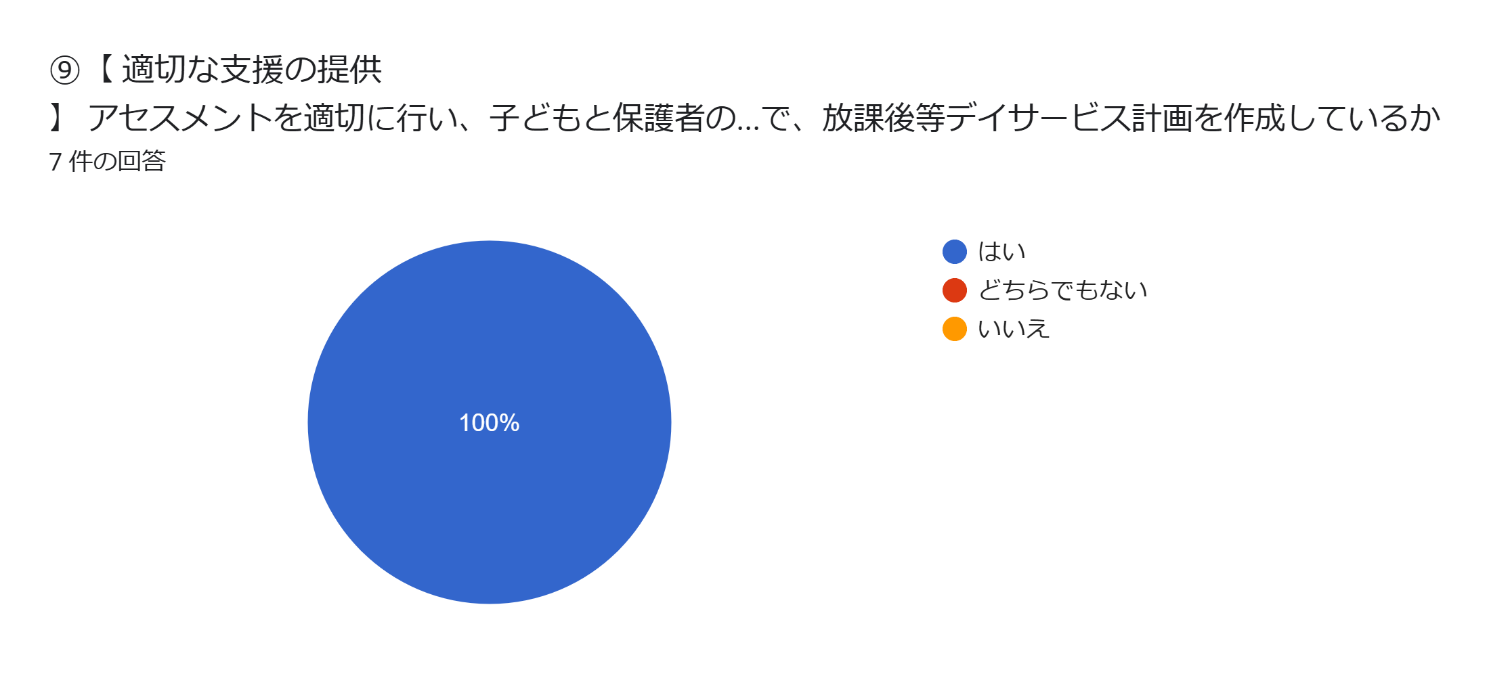 ⑨【 適切な支援の提供
】 アセスメントを適切に行い、子どもと保護者の...で、放課後等デイサービス計画を作成しているか
7 件の回答
100%
はい
どちらでもない
いいえ